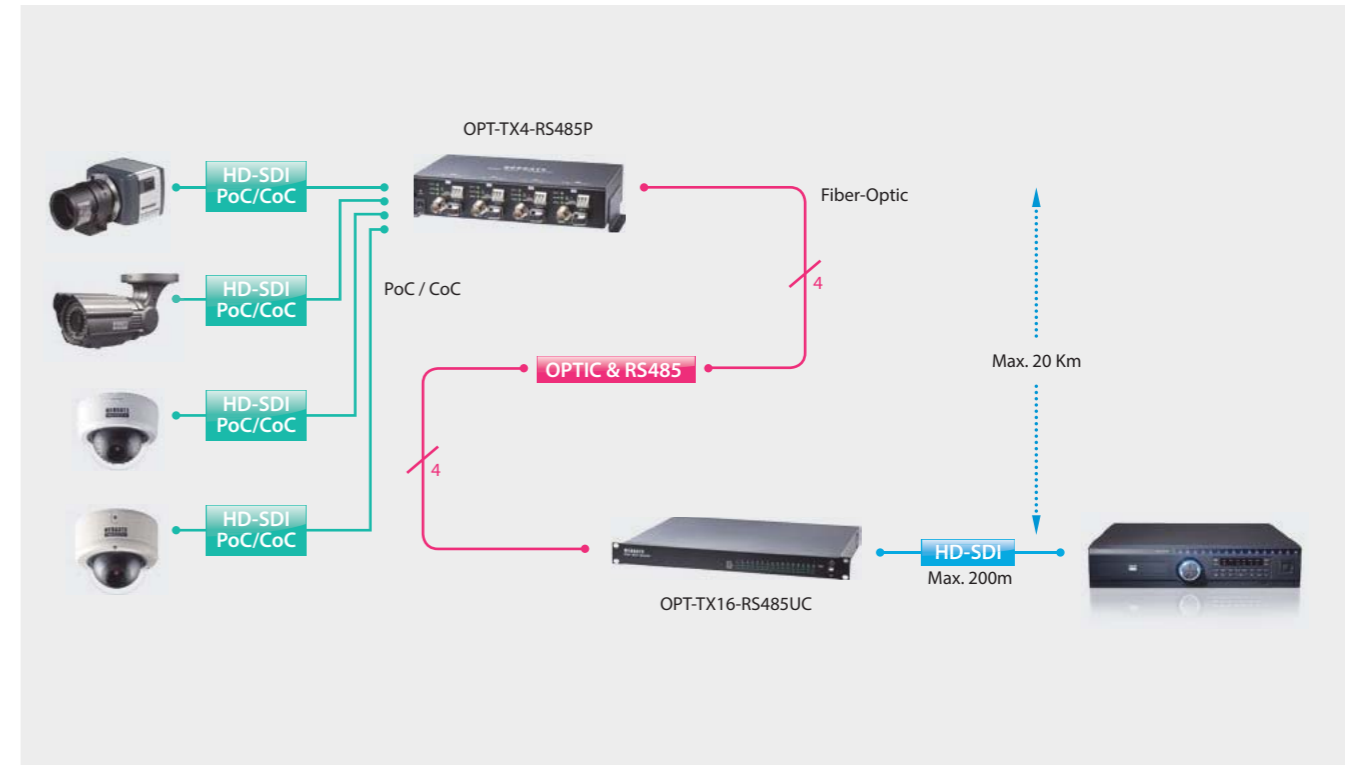 OPT-TX4-RS485P
HD-SDI
PoC/CoC
Fiber-Optic
HD-SDI
PoC/CoC
PoC / CoC
4
OPTIC & RS485
Max. 20 Km
HD-SDI
PoC/CoC
4
HD-SDI
PoC/CoC
WEBGATE
HD-SDI
Max. 200m
OPT-TX16-RS485UC